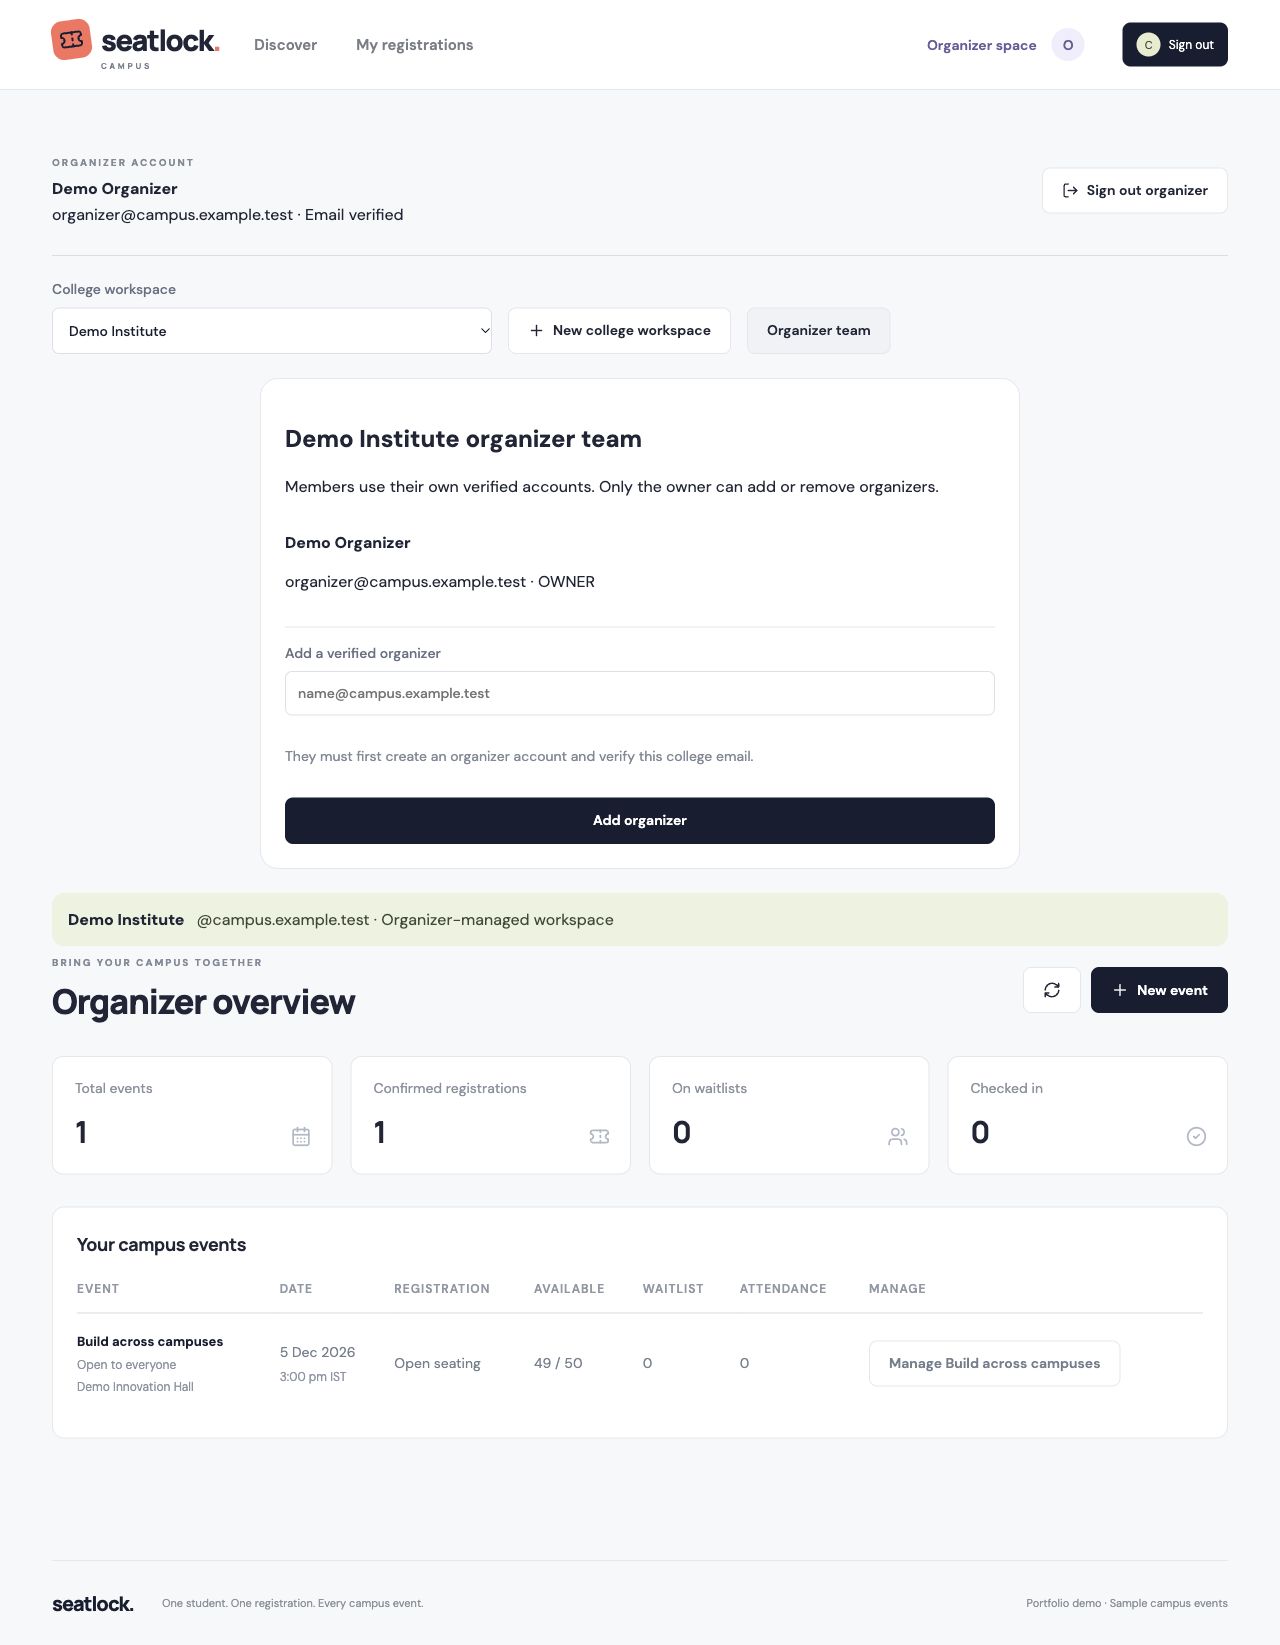 seatlock.
CAMPUS
Discover
My registrations
Organizer space
O
C
Sign out
ORGANIZER ACCOUNT
Demo Organizer
organizer@campus.example.test · Email verified
Sign out organizer
College workspace
Demo Institute
New college workspace
Organizer team
Demo Institute organizer team
Members use their own verified accounts. Only the owner can add or remove organizers.
Demo Organizer
organizer@campus.example.test · OWNER
Add a verified organizer
name@campus.example.test
They must first create an organizer account and verify this college email.
Add organizer
Demo Institute @campus.example.test · Organizer-managed workspace
BRING YOUR CAMPUS TOGETHER
Organizer overview
New event
Total events
1
Confirmed registrations
1
On waitlists
0
Checked in
0
Your campus events
EVENT DATE REGISTRATION AVAILABLE WAITLIST ATTENDANCE MANAGE
Build across campuses
Open to everyone
Demo Innovation Hall
5 Dec 2026
3:00 pm IST
Open seating
49 / 50
0
0
Manage Build across campuses
seatlock.
One student. One registration. Every campus event.
Portfolio demo · Sample campus events